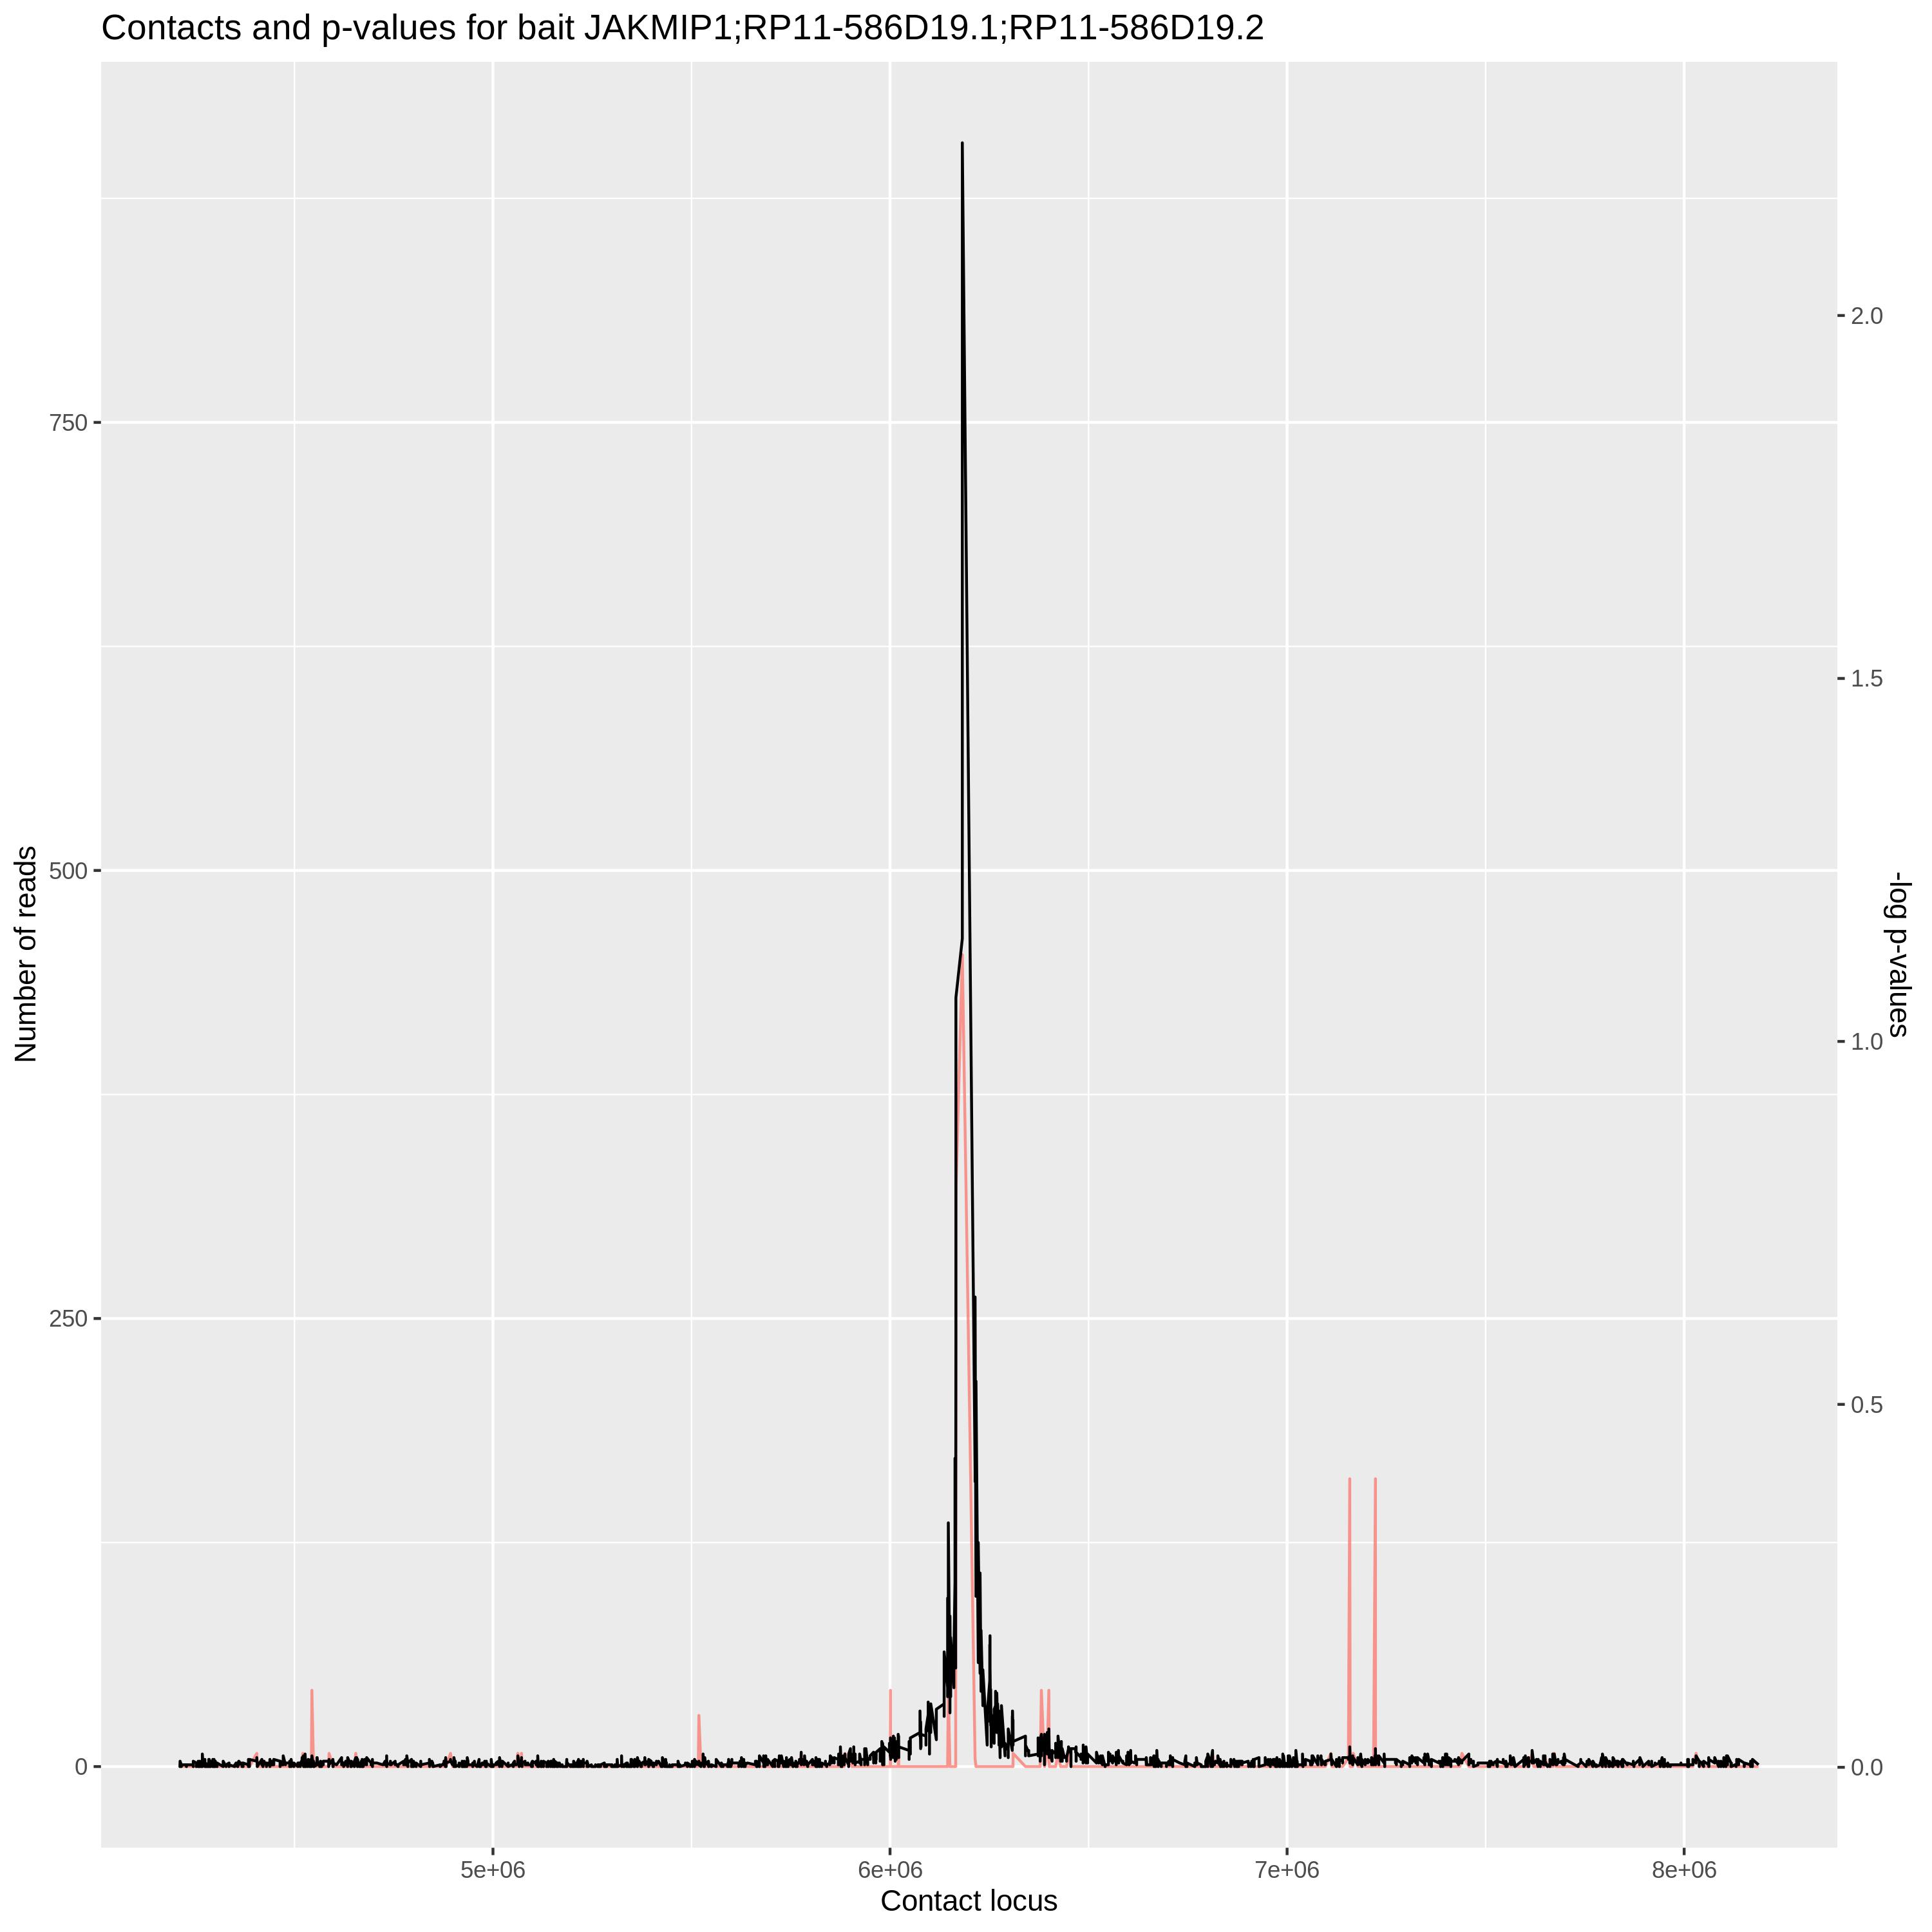 Contacts and p-values for bait JAKMIP1;RP11-586D19.1;RP11-586D19.2
Number of reads
750
500
250
0
2.0
1.5
1.0
0.5
0.0
-log p-values
5e+06
6e+06
7e+06
8e+06
Contact locus